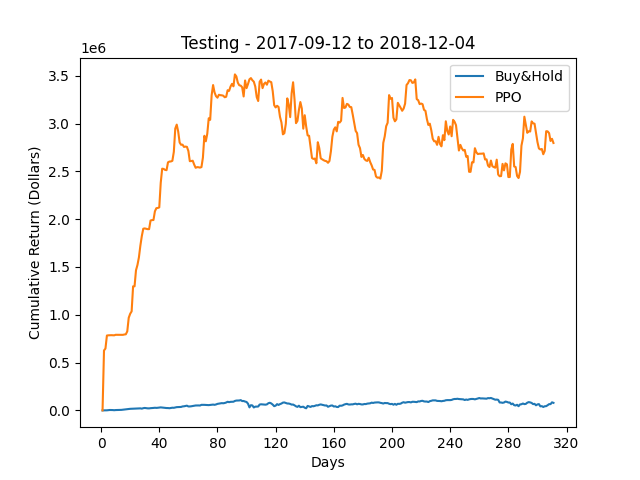 Testing - 2017-09-12 to 2018-12-04
1e6
Buy&Hold
PPO
3.5
3.0
2.5
2.0
1.5
1.0
0.5
0.0
Cumulative Return (Dollars)
0 40 80 120 160 200 240 280 320
Days